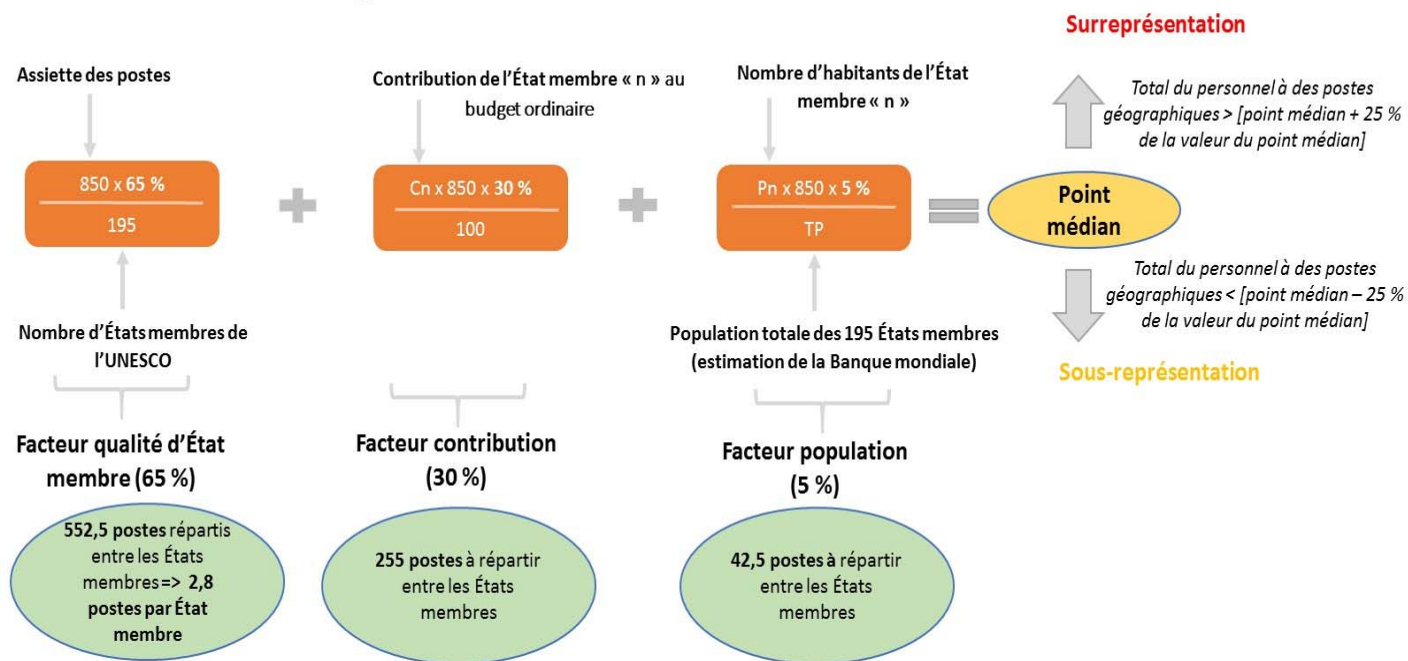 Surreprésentation
Assiette des postes
Contribution de l'État membre « n » au
budget ordinaire
Nombre d'habitants de l'État
membre « n »
Total du personnel à des postes
géographiques > [point médian + 25 %
de la valeur du point médian]
850 x 65 %
195
+
Cn x 850 x 30 %
100
+
Pn x 850 x 5 %
TP
=
Point
médian
Total du personnel à des postes
géographiques < [point médian – 25 %
de la valeur du point médian]
Nombre d'États membres de
l'UNESCO
Population totale des 195 États membres
(estimation de la Banque mondiale)
Sous-représentation
Facteur qualité d'État
membre (65 %)
Facteur contribution
(30 %)
Facteur population
(5 %)
552,5 postes répartis
entre les États
membres => 2,8
postes par État
membre
255 postes à répartir
entre les États
membres
42,5 postes à répartir
entre les États
membres